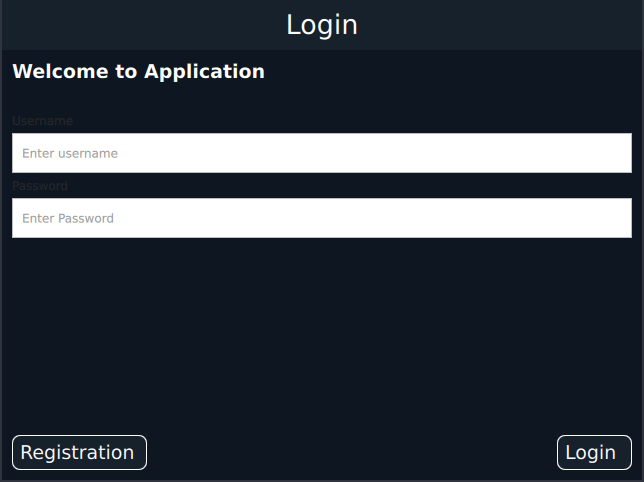 Login
Welcome to Application
Username
Enter username
Password
Enter Password
Registration
Login